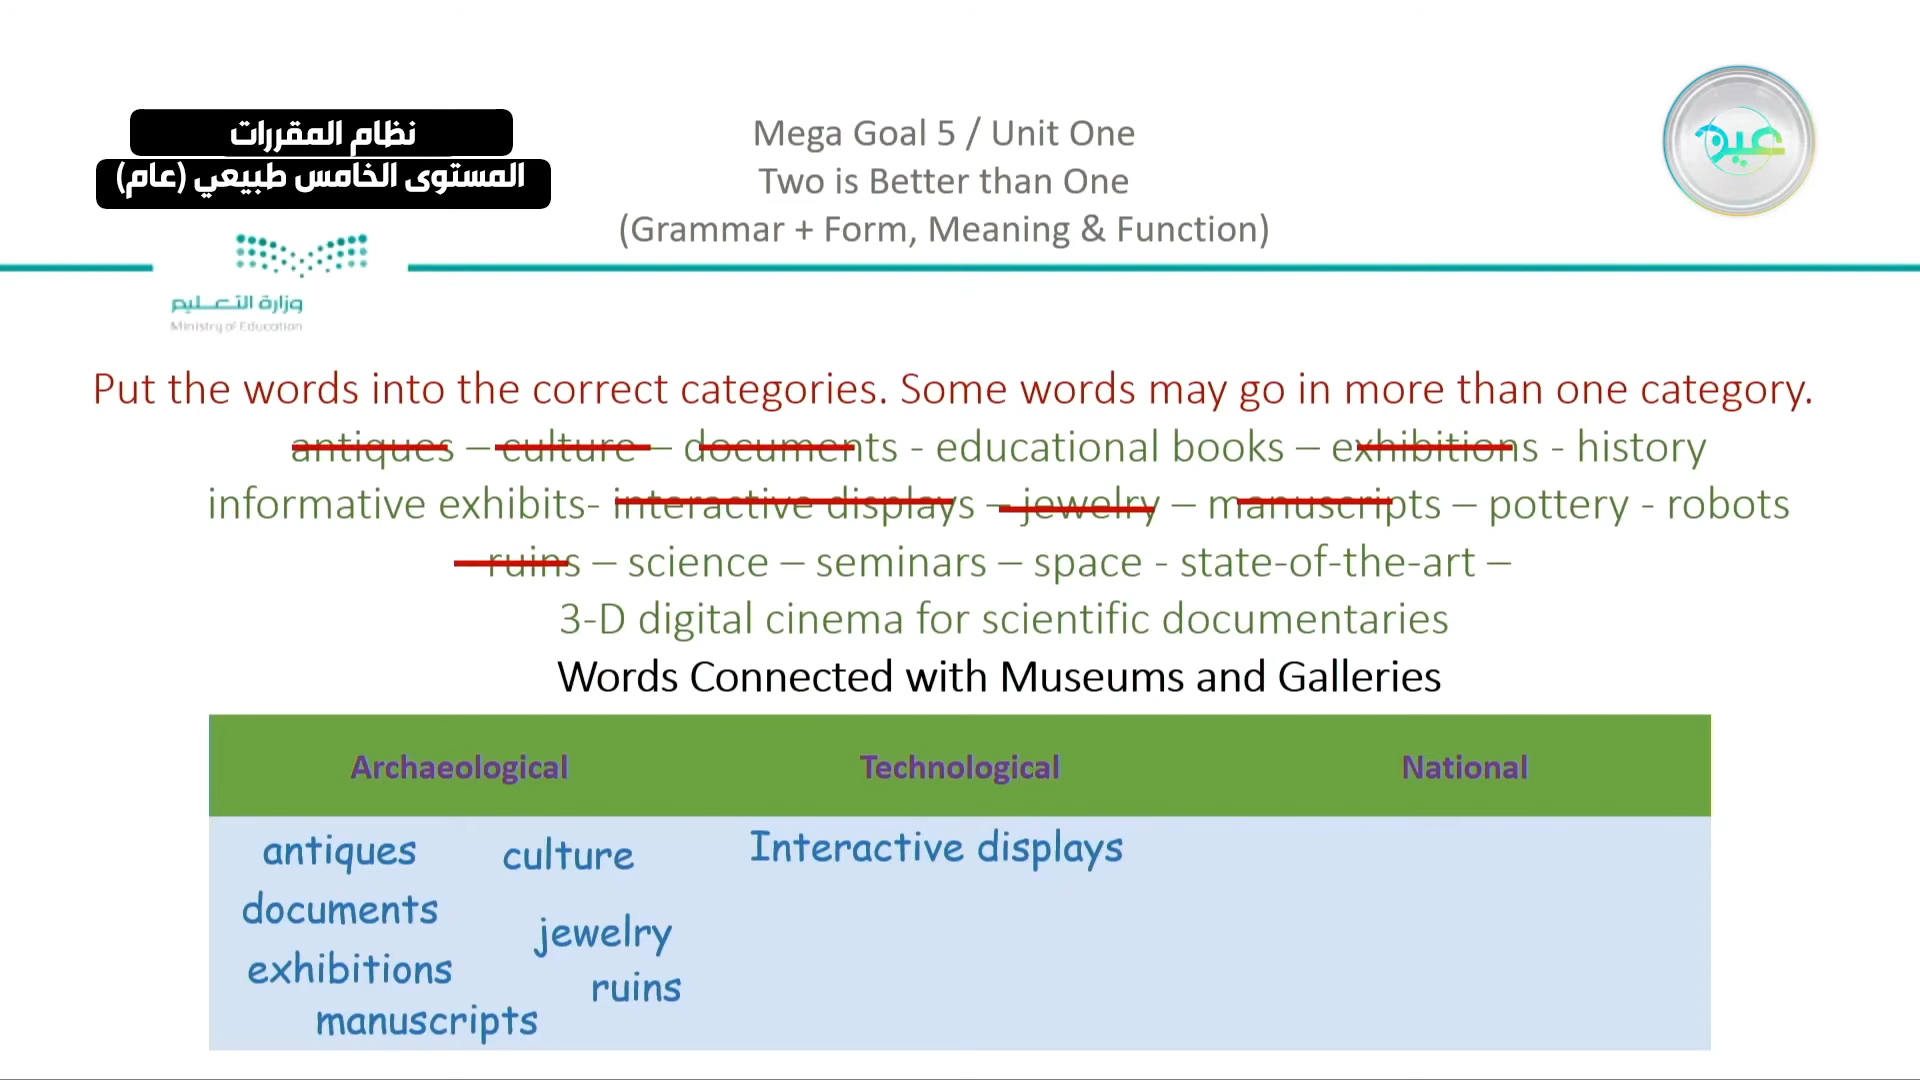 نظام المقررات
المستوى الخامس طبيعي (عام)
Mega Goal 5 / Unit One
Two is Better than One
(Grammar + Form, Meaning & Function)
عين
وزارة التعليم
Ministry of Education
Put the words into the correct categories. Some words may go in more than one category.
antiques – culture – documents - educational books – exhibitions - history
informative exhibits- interactive displays – jewelry – manuscripts – pottery - robots
ruins – science – seminars – space - state-of-the-art –
3-D digital cinema for scientific documentaries
Words Connected with Museums and Galleries
Archaeological Technological National
antiques culture Interactive displays
documents
jewelry
exhibitions
ruins
manuscripts